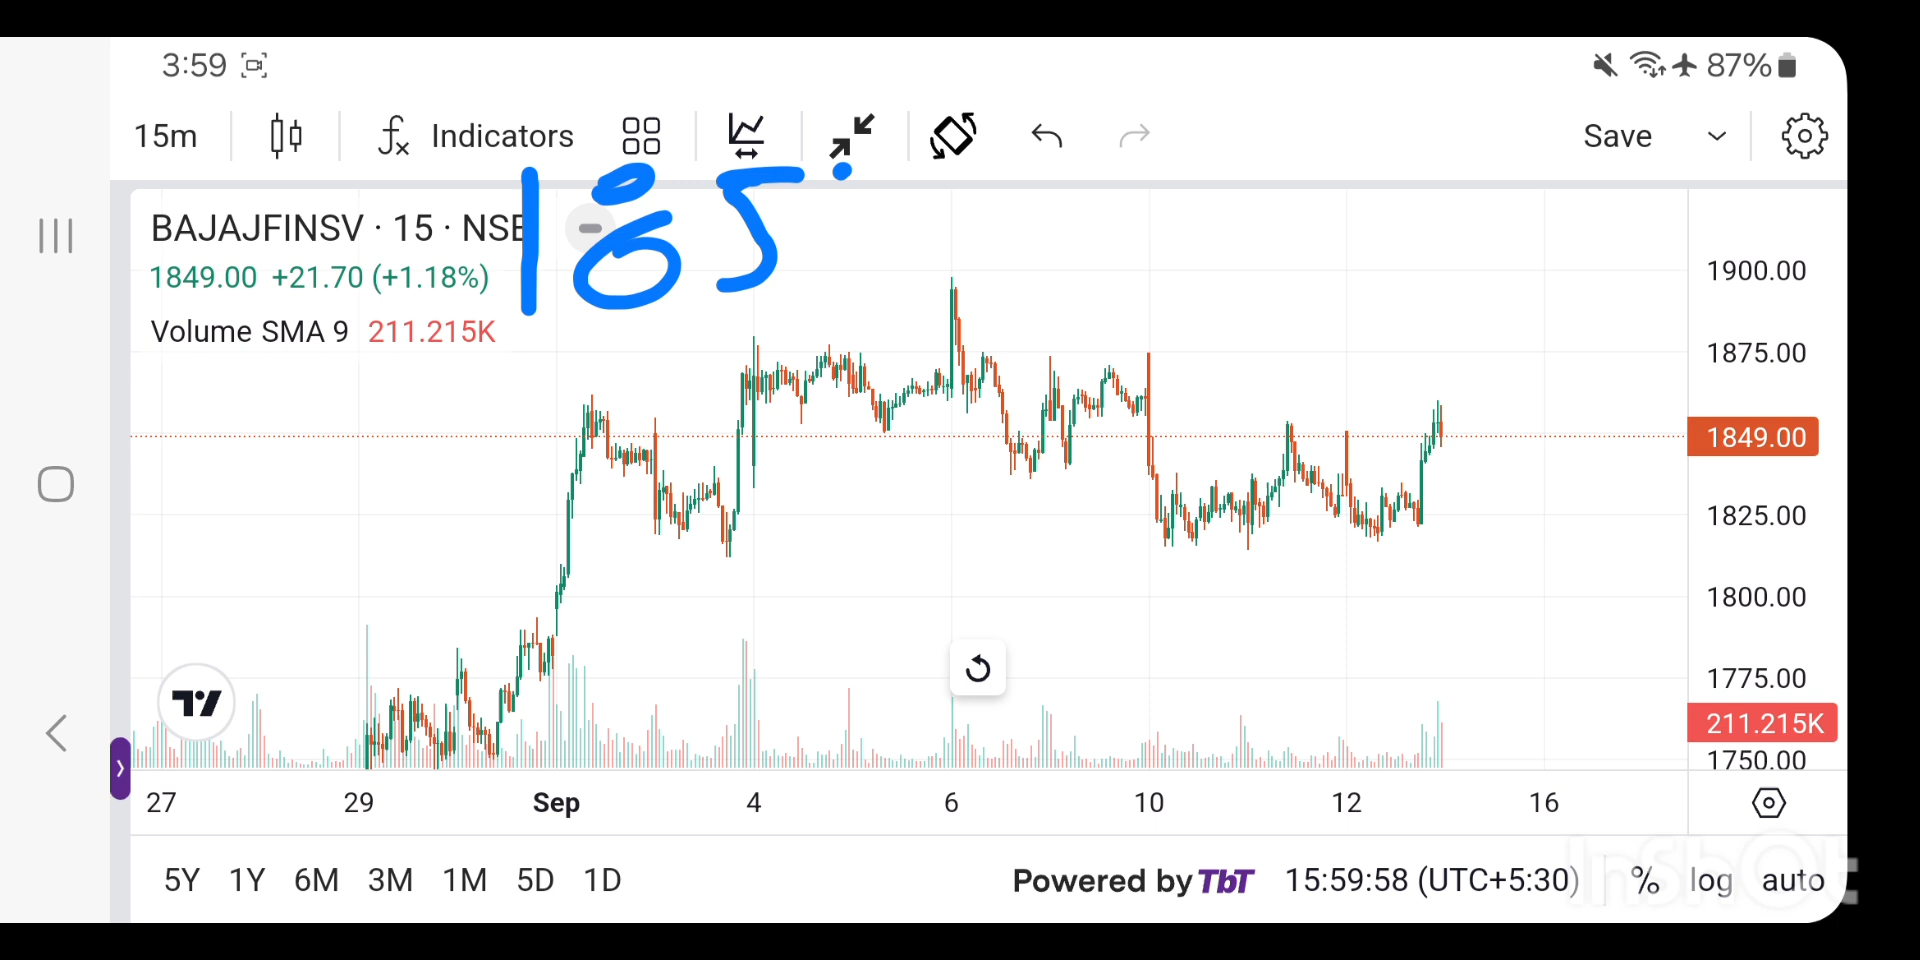 3:59 87%
15m Indicators Save
185
BAJAJFINSV · 15 · NSE
1849.00 +21.70 (+1.18%)
Volume SMA 9 211.215K
1900.00
1875.00
1849.00
1825.00
1800.00
1775.00
211.215K
1750.00
27 29 Sep 4 6 10 12 16
5Y 1Y 6M 3M 1M 5D 1D Powered by TbT 15:59:58 (UTC+5:30) % log auto
InShOt